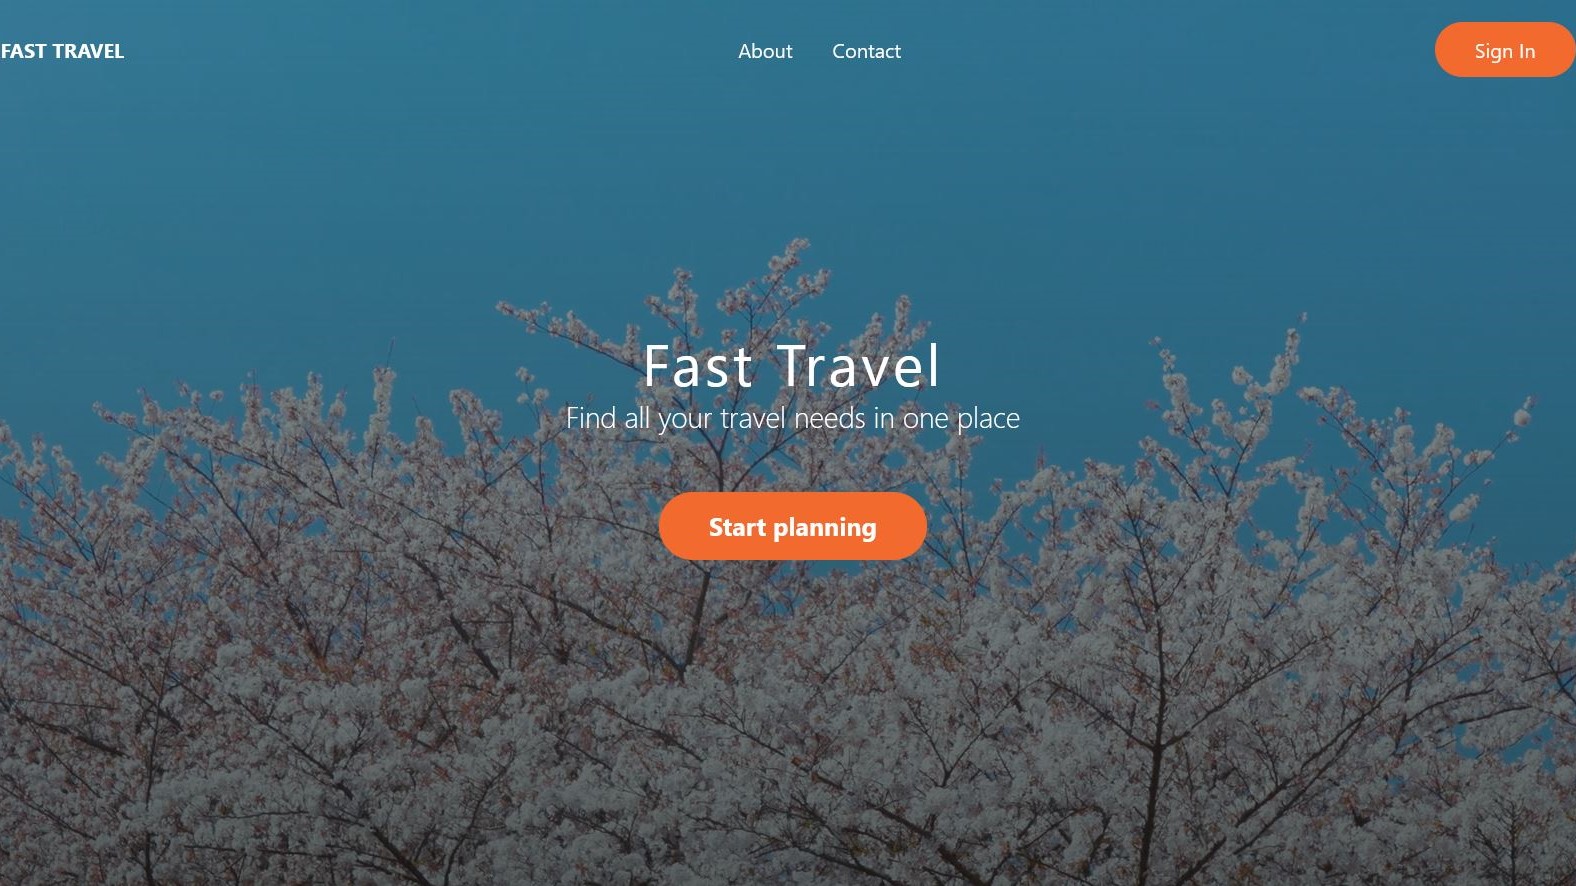 FAST TRAVEL
About Contact
Sign In
Fast Travel
Find all your travel needs in one place
Start planning